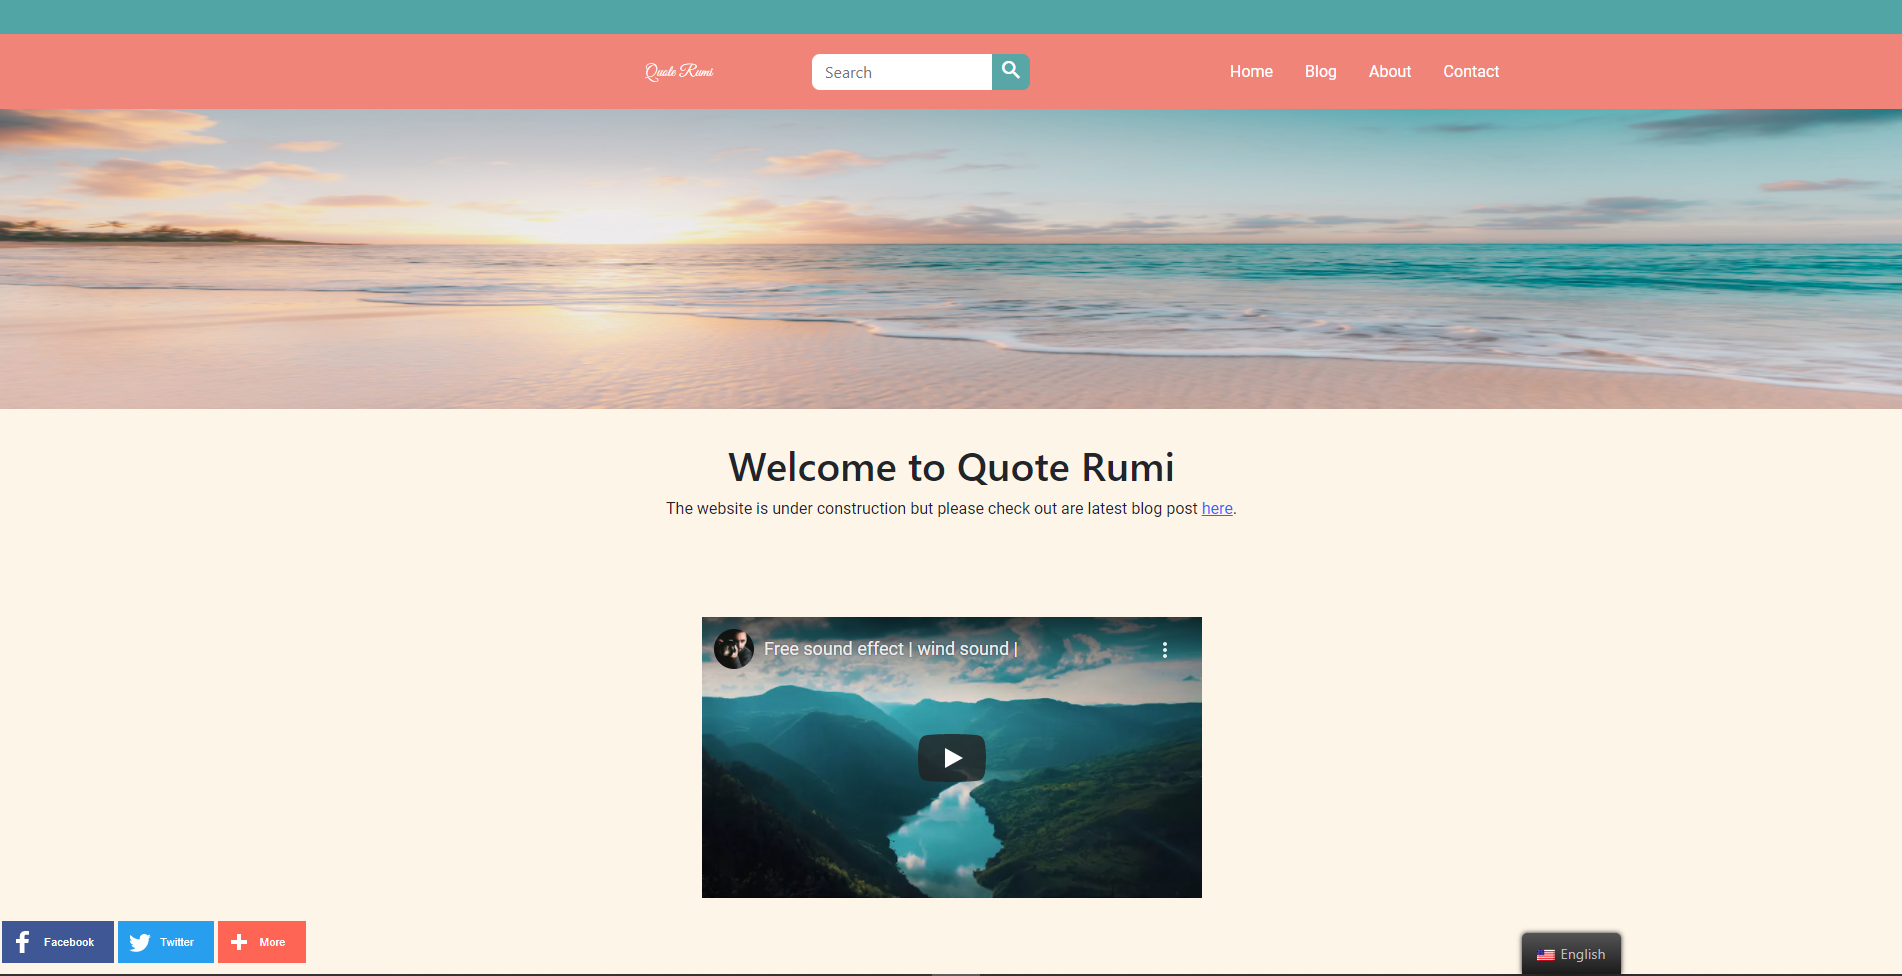 Quote Rumi
Search
Home Blog About Contact
Welcome to Quote Rumi
The website is under construction but please check out are latest blog post here.
Free sound effect | wind sound |
Facebook Twitter More
English